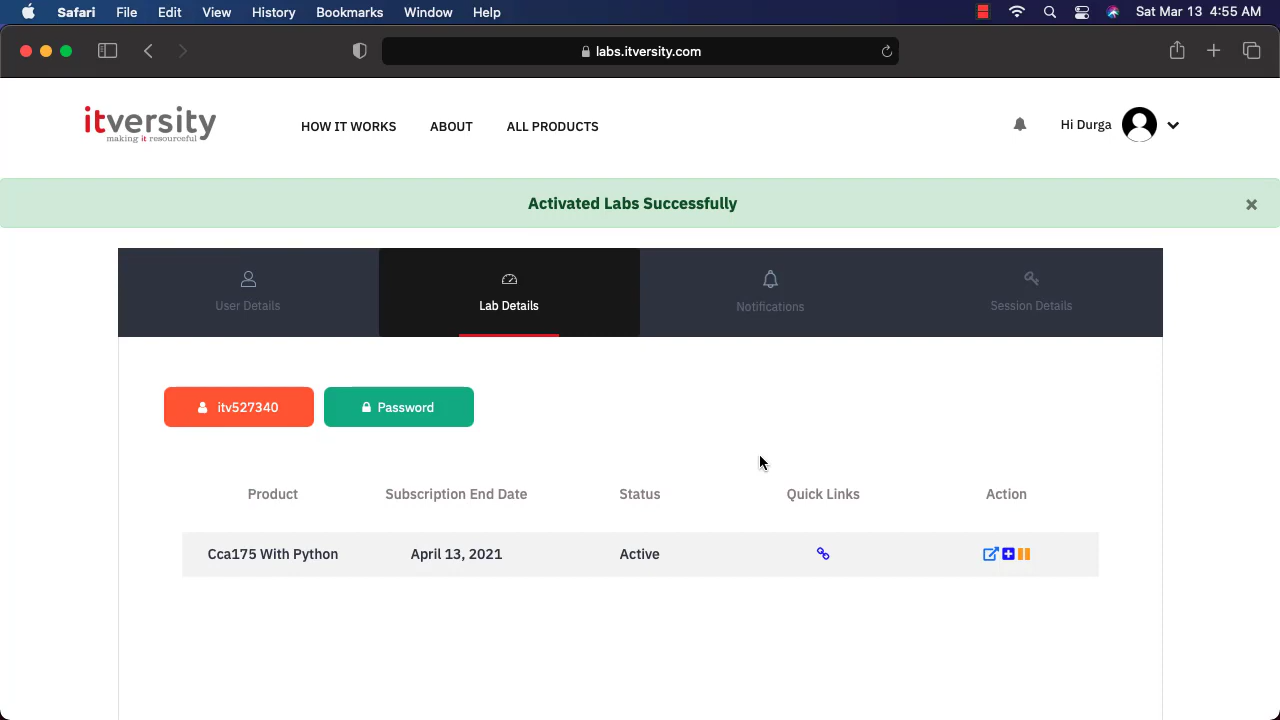 Safari File Edit View History Bookmarks Window Help Sat Mar 13 4:55 AM
labs.itversity.com
itversity
making it resourceful
HOW IT WORKS ABOUT ALL PRODUCTS Hi Durga
Activated Labs Successfully ×
User Details Lab Details Notifications Session Details
itv527340 Password
Product Subscription End Date Status Quick Links Action
Cca175 With Python April 13, 2021 Active